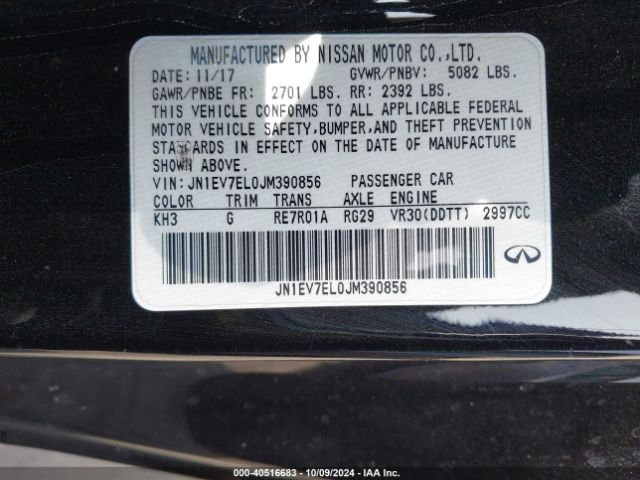 MANUFACTURED BY NISSAN MOTOR CO.,LTD.
DATE: 11/17 GVWR/PNBV: 5082 LBS.
GAWR/PNBE FR: 2701 LBS. RR: 2392 LBS.
THIS VEHICLE CONFORMS TO ALL APPLICABLE FEDERAL
MOTOR VEHICLE SAFETY,BUMPER,AND THEFT PREVENTION
STANDARDS IN EFFECT ON THE DATE OF MANUFACTURE
SHOWN ABOVE.
VIN: JN1EV7EL0JM390856 PASSENGER CAR
COLOR TRIM TRANS AXLE ENGINE
KH3 G RE7R01A RG29 VR30(DDTT) 2997CC
JN1EV7EL0JM390856
000-40516683 - 10/09/2024 - IAA Inc.